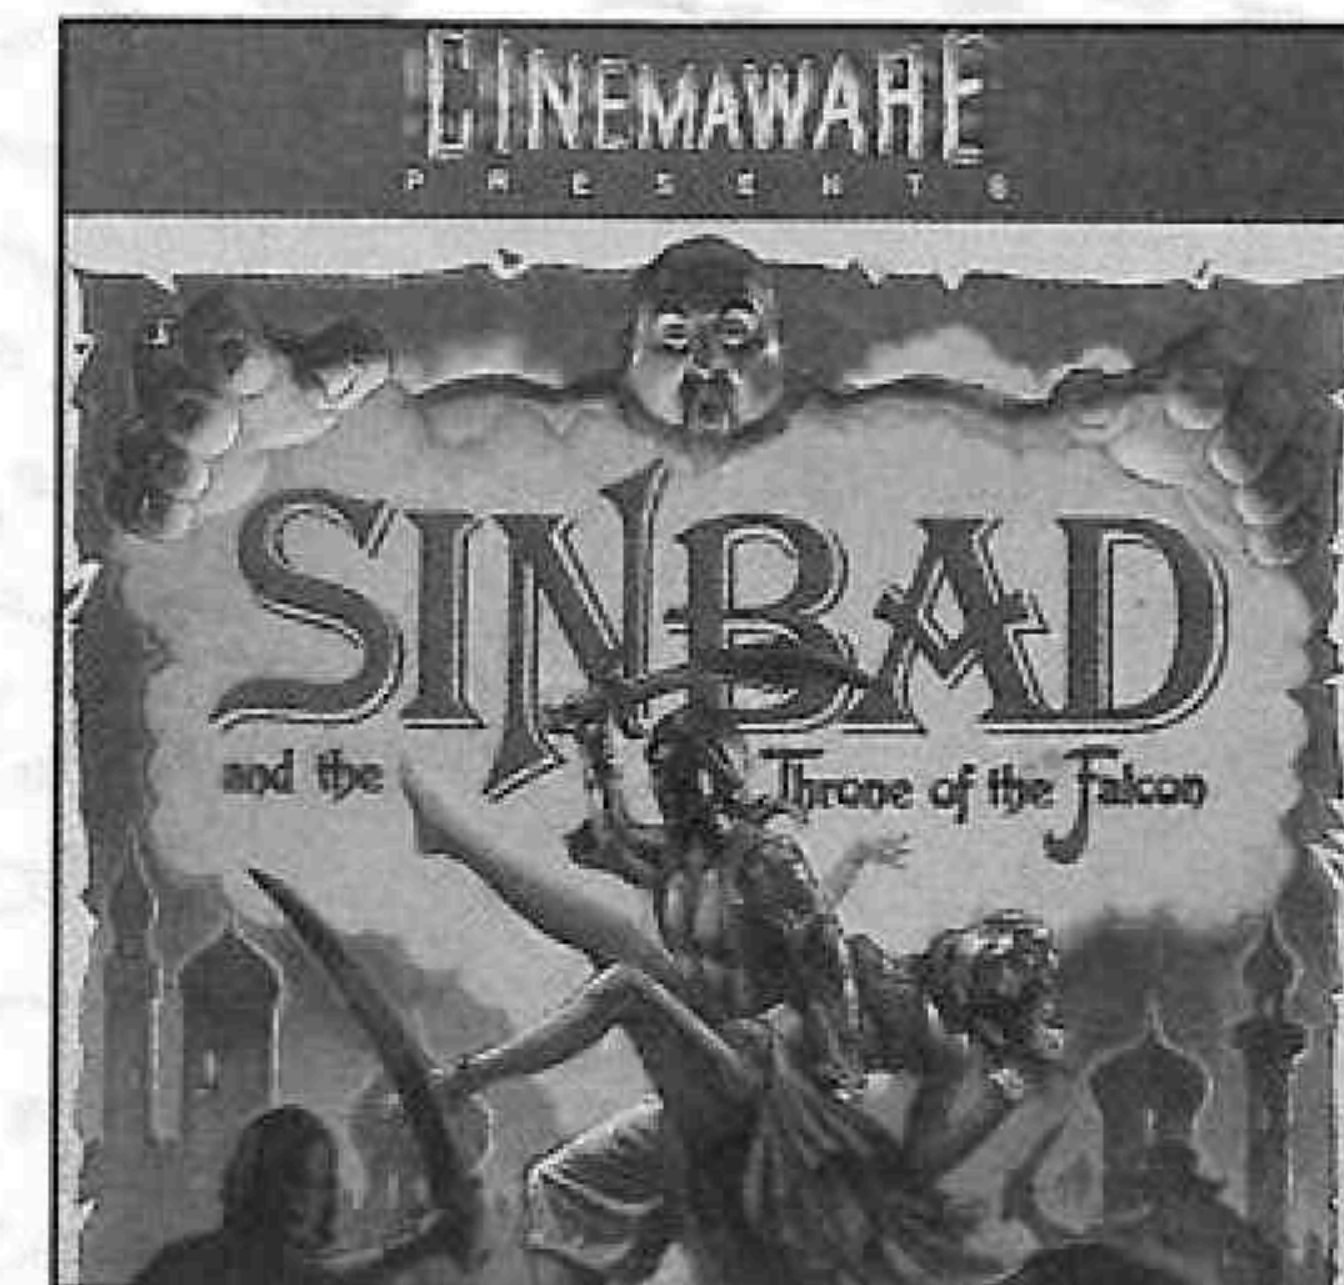 CINEMAWARE
PRESENTS
SINBAD
and the Throne of the Falcon